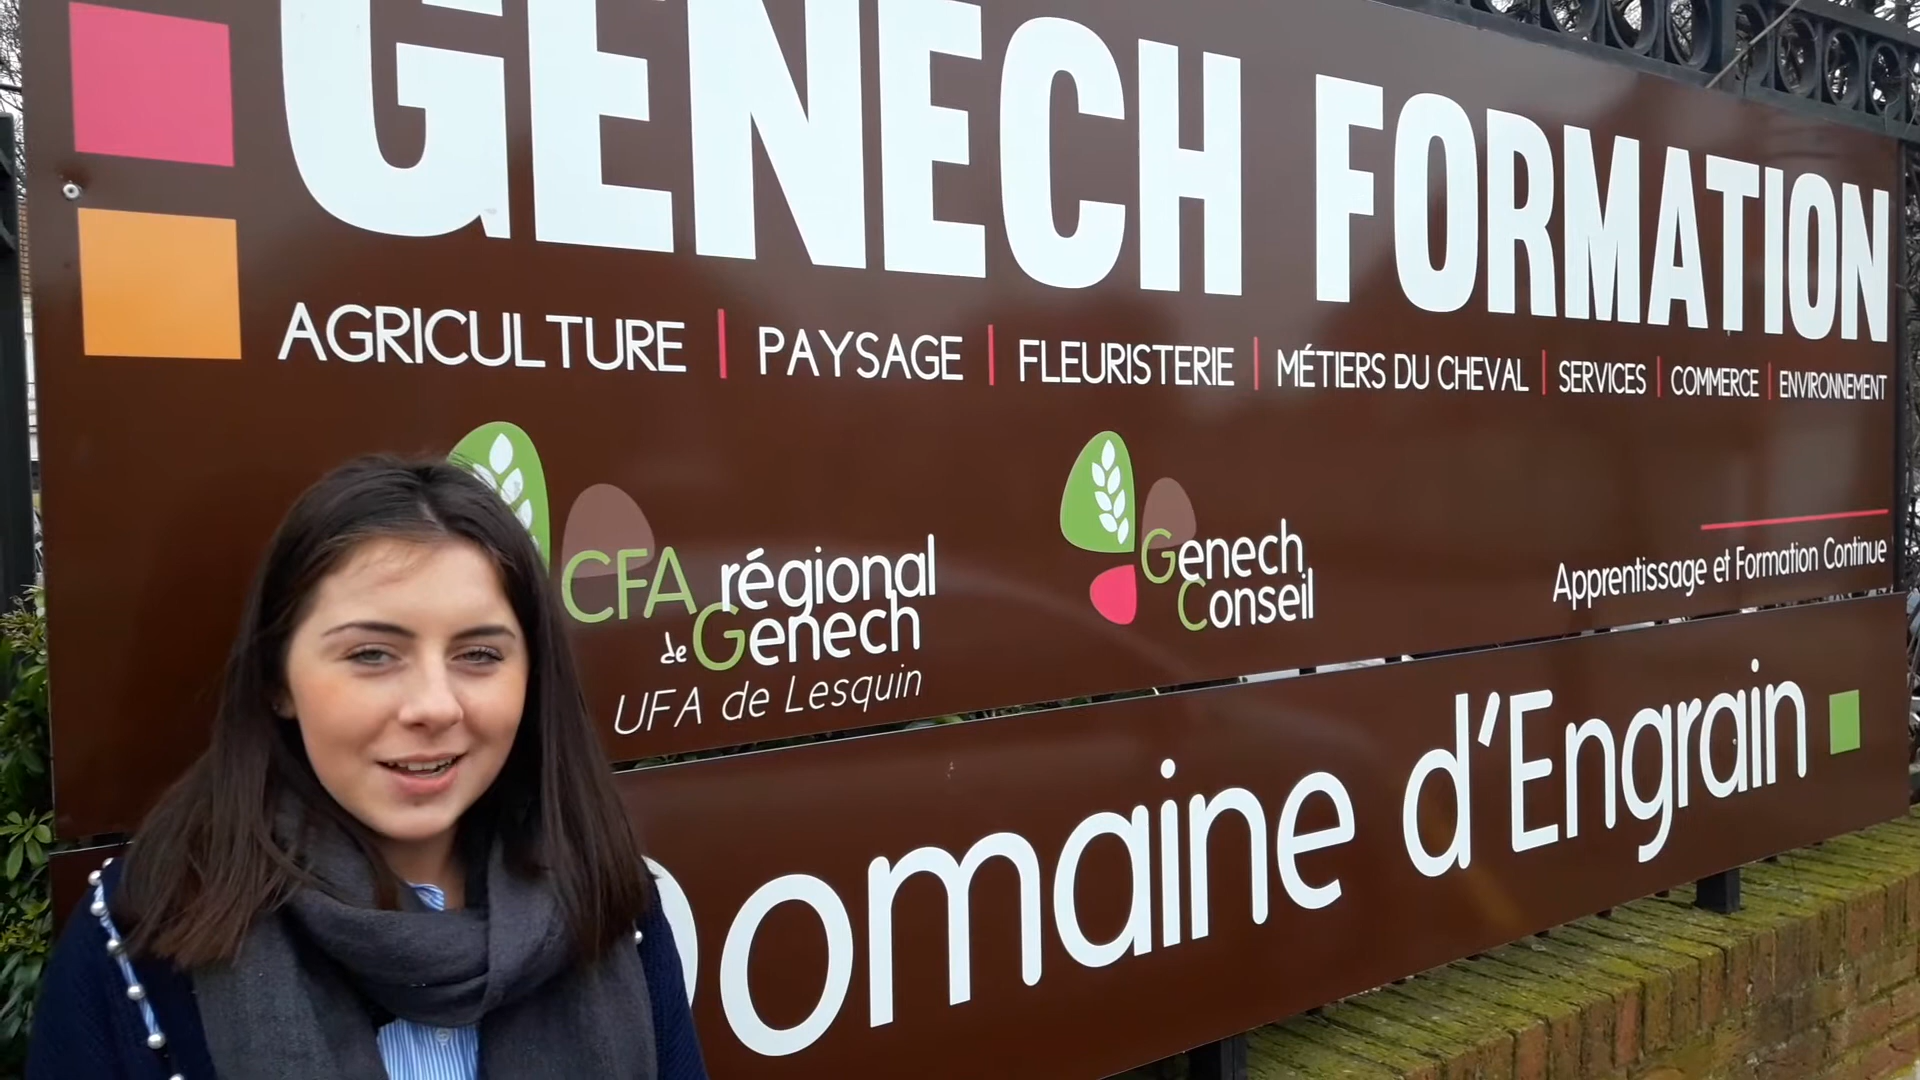 GENECH FORMATION
AGRICULTURE | PAYSAGE | FLEURISTERIE | MÉTIERS DU CHEVAL | SERVICES | COMMERCE | ENVIRONNEMENT
CFA régional
de Genech
UFA de Lesquin
Genech
Conseil
Apprentissage et Formation Continue
Domaine d'Engrain